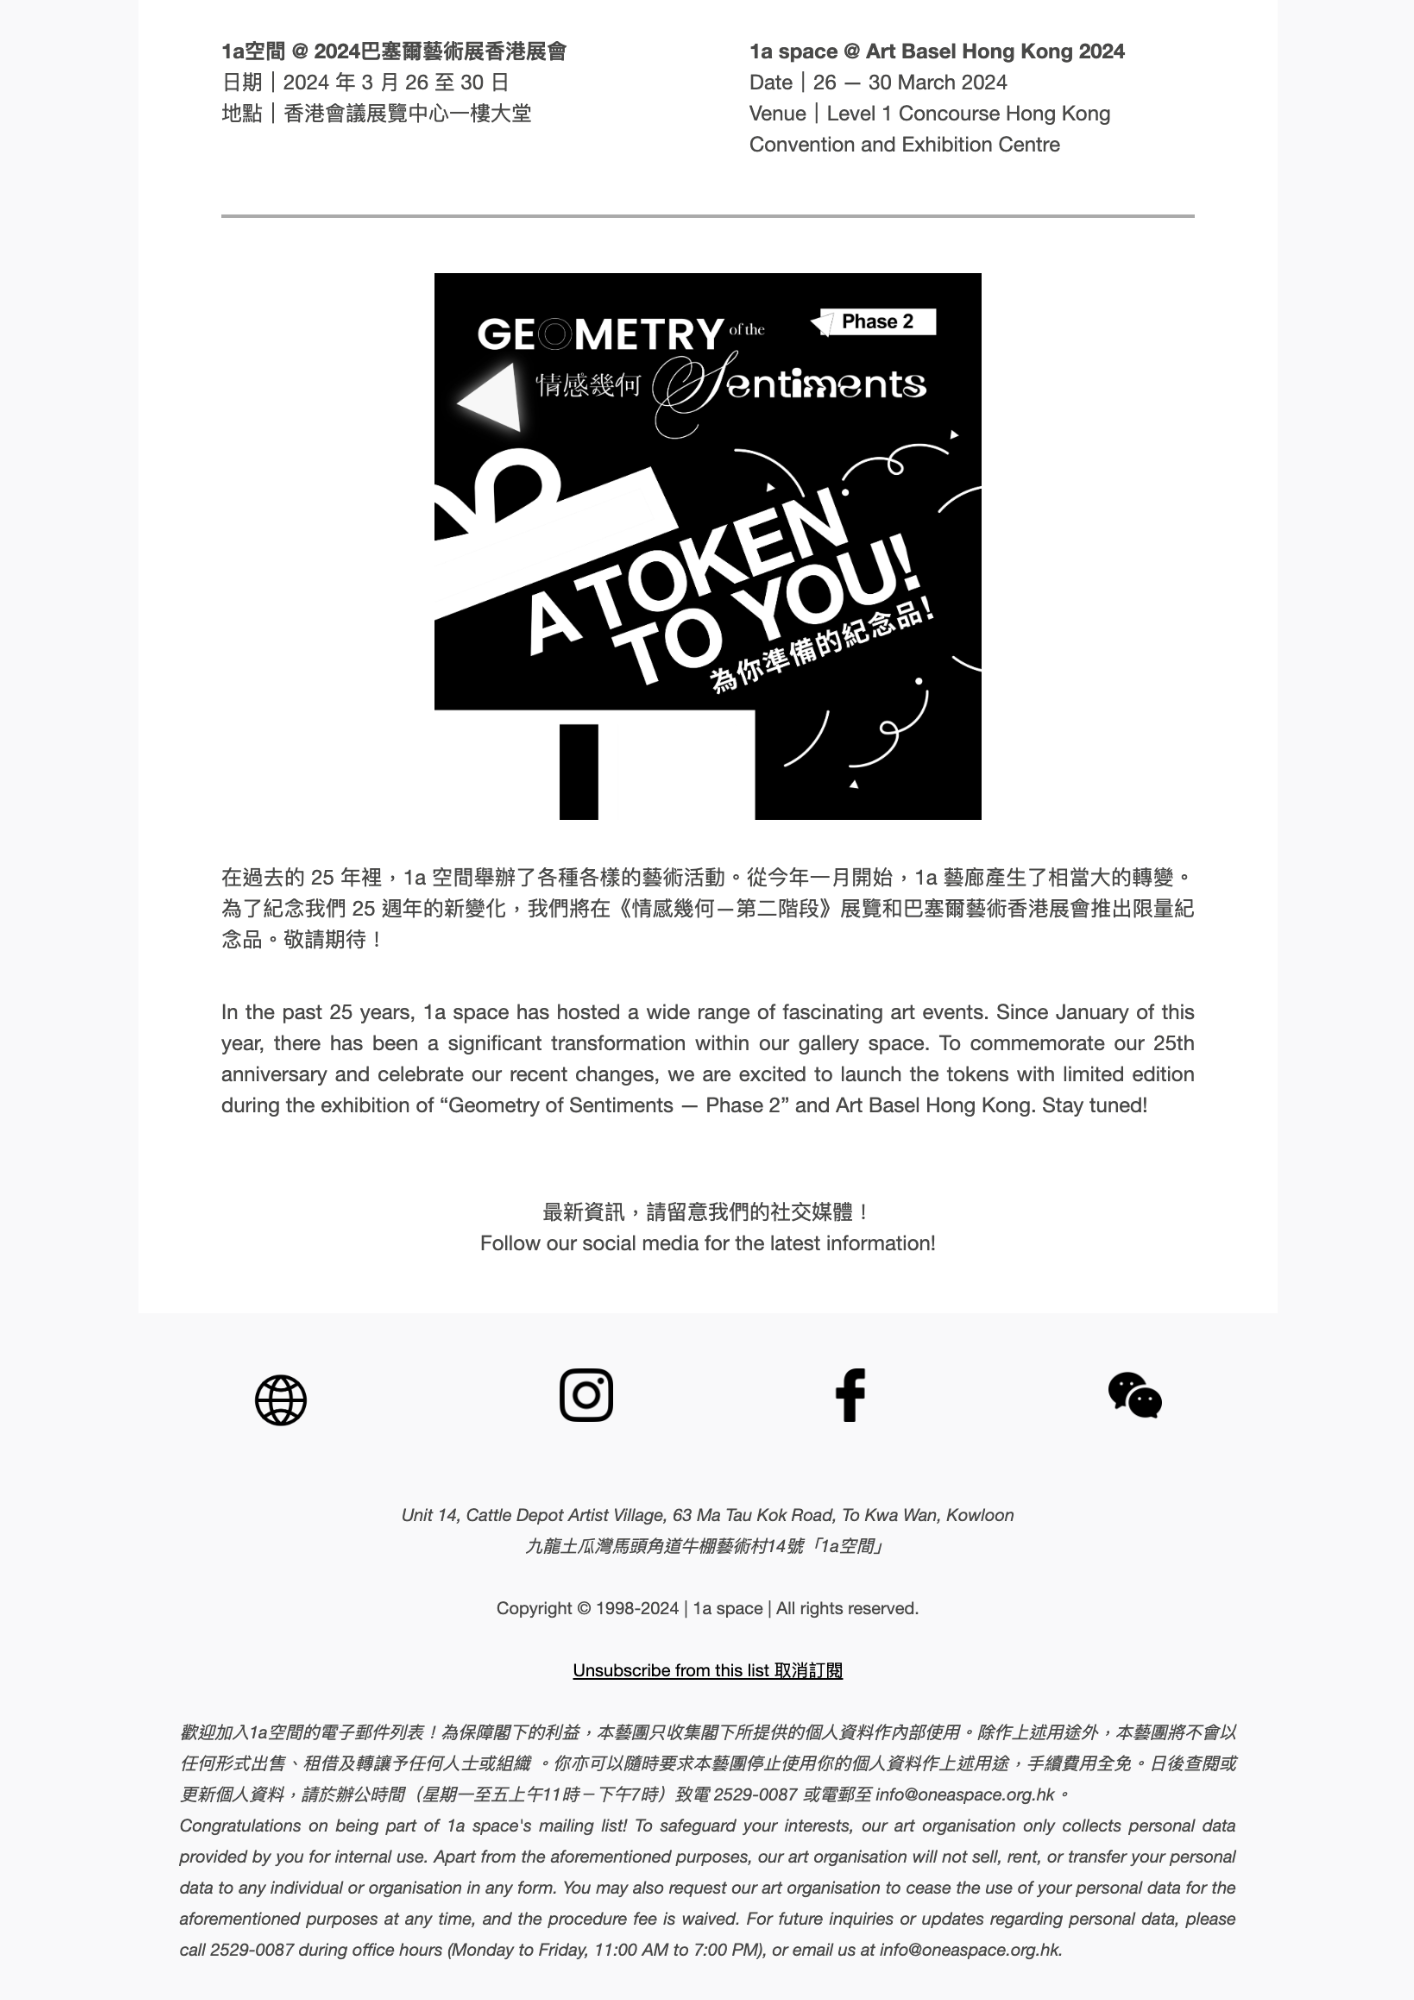 1a空間 @ 2024巴塞爾藝術展香港展會
日期｜2024 年 3 月 26 至 30 日
地點｜香港會議展覽中心一樓大堂
1a space @ Art Basel Hong Kong 2024
Date｜26 — 30 March 2024
Venue｜Level 1 Concourse Hong Kong
Convention and Exhibition Centre
GEOMETRY of the
Phase 2
情感幾何 Sentiments
A TOKEN
TO YOU!
為你準備的紀念品!
在過去的 25 年裡，1a 空間舉辦了各種各樣的藝術活動。從今年一月開始，1a 藝廊產生了相當大的轉變。
為了紀念我們 25 週年的新變化，我們將在《情感幾何—第二階段》展覽和巴塞爾藝術香港展會推出限量紀
念品。敬請期待！
In the past 25 years, 1a space has hosted a wide range of fascinating art events. Since January of this
year, there has been a significant transformation within our gallery space. To commemorate our 25th
anniversary and celebrate our recent changes, we are excited to launch the tokens with limited edition
during the exhibition of “Geometry of Sentiments — Phase 2” and Art Basel Hong Kong. Stay tuned!
最新資訊，請留意我們的社交媒體！
Follow our social media for the latest information!
Unit 14, Cattle Depot Artist Village, 63 Ma Tau Kok Road, To Kwa Wan, Kowloon
九龍土瓜灣馬頭角道牛棚藝術村14號「1a空間」
Copyright © 1998-2024 | 1a space | All rights reserved.
Unsubscribe from this list 取消訂閱
歡迎加入1a空間的電子郵件列表！為保障閣下的利益，本藝團只收集閣下所提供的個人資料作內部使用。除作上述用途外，本藝團將不會以
任何形式出售、租借及轉讓予任何人士或組織 。你亦可以隨時要求本藝團停止使用你的個人資料作上述用途，手續費用全免。日後查閱或
更新個人資料，請於辦公時間（星期一至五上午11時－下午7時）致電 2529-0087 或電郵至 info@oneaspace.org.hk。
Congratulations on being part of 1a space's mailing list! To safeguard your interests, our art organisation only collects personal data
provided by you for internal use. Apart from the aforementioned purposes, our art organisation will not sell, rent, or transfer your personal
data to any individual or organisation in any form. You may also request our art organisation to cease the use of your personal data for the
aforementioned purposes at any time, and the procedure fee is waived. For future inquiries or updates regarding personal data, please
call 2529-0087 during office hours (Monday to Friday, 11:00 AM to 7:00 PM), or email us at info@oneaspace.org.hk.